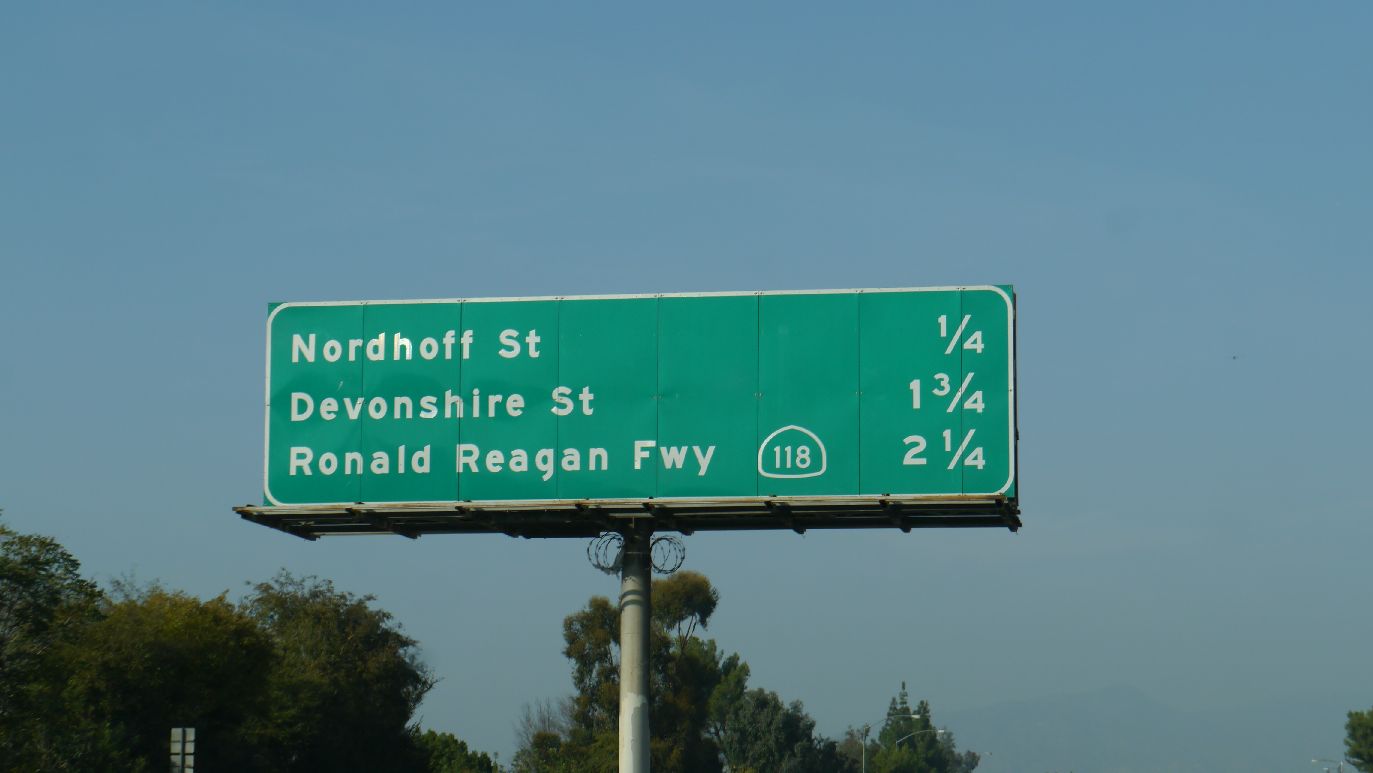 Nordhoff St 1/4
Devonshire St 1 3/4
Ronald Reagan Fwy 118 2 1/4